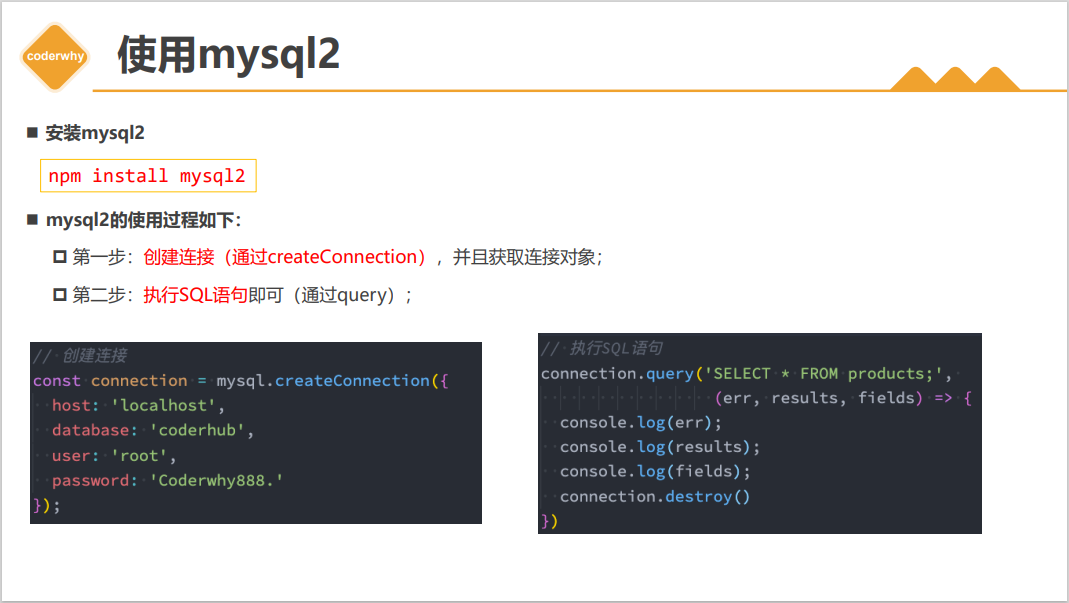 coderwhy
使用mysql2
安装mysql2
npm install mysql2
mysql2的使用过程如下：
第一步：创建连接（通过createConnection），并且获取连接对象；
第二步：执行SQL语句即可（通过query）；
// 创建连接
const connection = mysql.createConnection({
  host: 'localhost',
  database: 'coderhub',
  user: 'root',
  password: 'Coderwhy888.'
});
// 执行SQL语句
connection.query('SELECT * FROM products;',
                (err, results, fields) => {
  console.log(err);
  console.log(results);
  console.log(fields);
  connection.destroy()
})